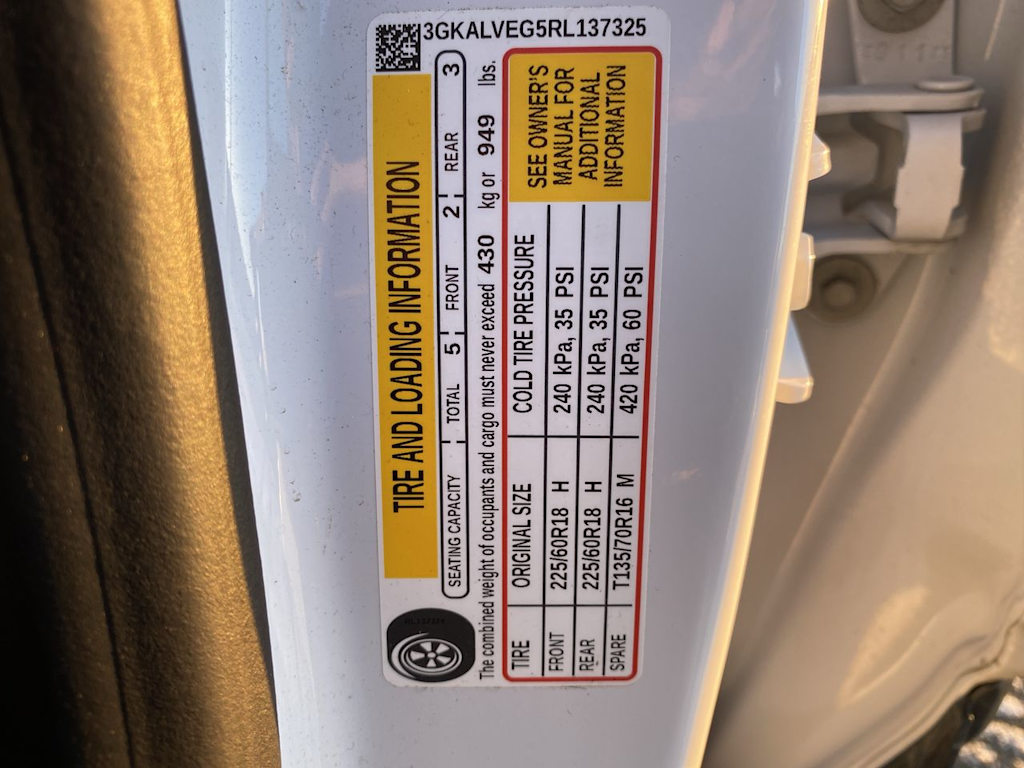 3GKALVEG5RL137325
TIRE AND LOADING INFORMATION
SEATING CAPACITY TOTAL 5 FRONT 2 REAR 3
The combined weight of occupants and cargo must never exceed 430 kg or 949 lbs.
TIRE ORIGINAL SIZE COLD TIRE PRESSURE
FRONT 225/60R18 H 240 kPa, 35 PSI
REAR 225/60R18 H 240 kPa, 35 PSI
SPARE T135/70R16 M 420 kPa, 60 PSI
SEE OWNER'S
MANUAL FOR
ADDITIONAL
INFORMATION